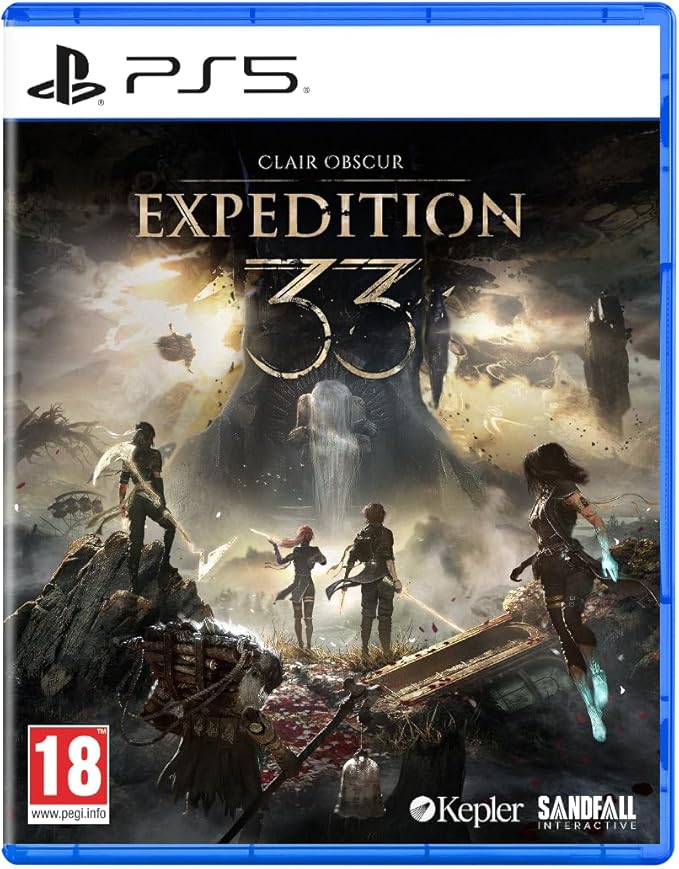 PS5
CLAIR OBSCUR
EXPEDITION
33
18
www.pegi.info
Kepler
SANDFALL
INTERACTIVE